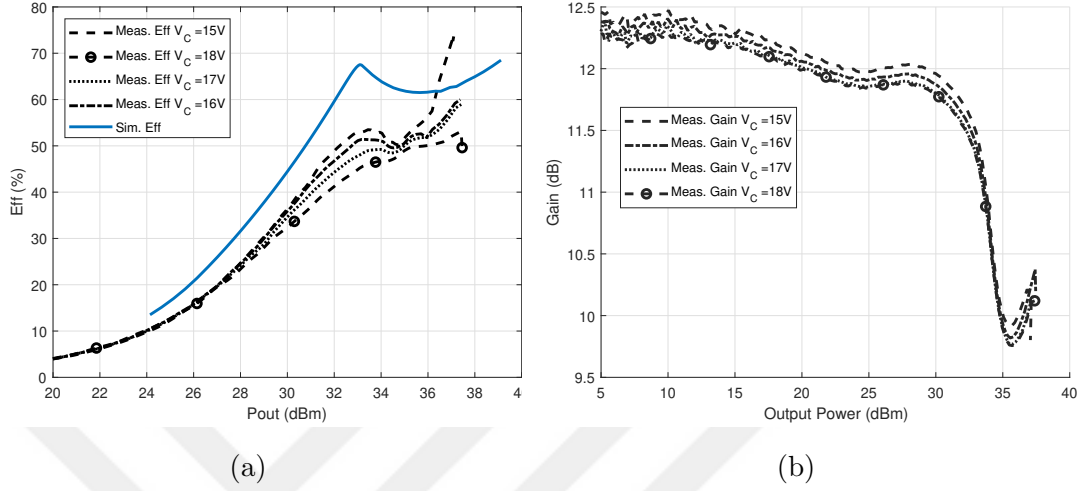 80
70
60
50
40
30
20
10
0
Eff (%)
Meas. Eff V_C =15V
Meas. Eff V_C =18V
Meas. Eff V_C =17V
Meas. Eff V_C =16V
Sim. Eff
20 22 24 26 28 30 32 34 36 38 4
Pout (dBm)
(a)
12.5
12
11.5
11
10.5
10
9.5
Gain (dB)
Meas. Gain V_C =15V
Meas. Gain V_C =16V
Meas. Gain V_C =17V
Meas. Gain V_C =18V
5 10 15 20 25 30 35 40
Output Power (dBm)
(b)